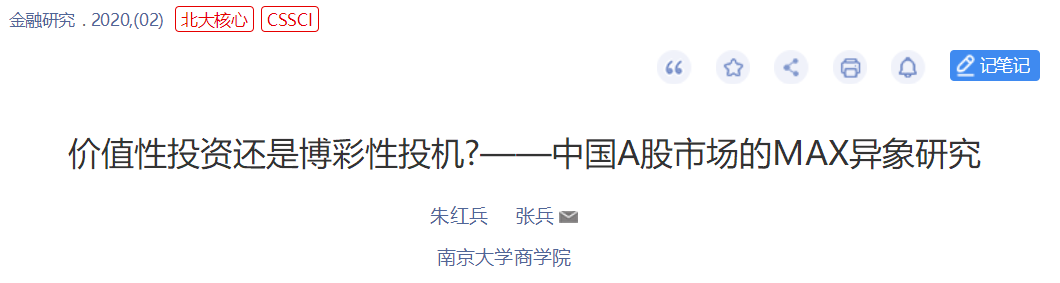 金融研究 . 2020,(02) 北大核心 CSSCI
记笔记
价值性投资还是博彩性投机?——中国A股市场的MAX异象研究
朱红兵 张兵
南京大学商学院